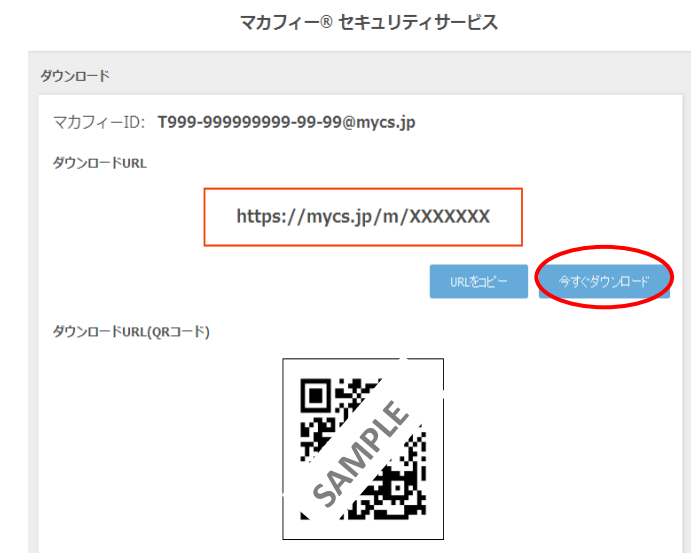 マカフィー® セキュリティサービス
ダウンロード
マカフィーID: T999-999999999-99-99@mycs.jp
ダウンロードURL
https://mycs.jp/m/XXXXXXX
URLをコピー 今すぐダウンロード
ダウンロードURL(QRコード)
SAMPLE